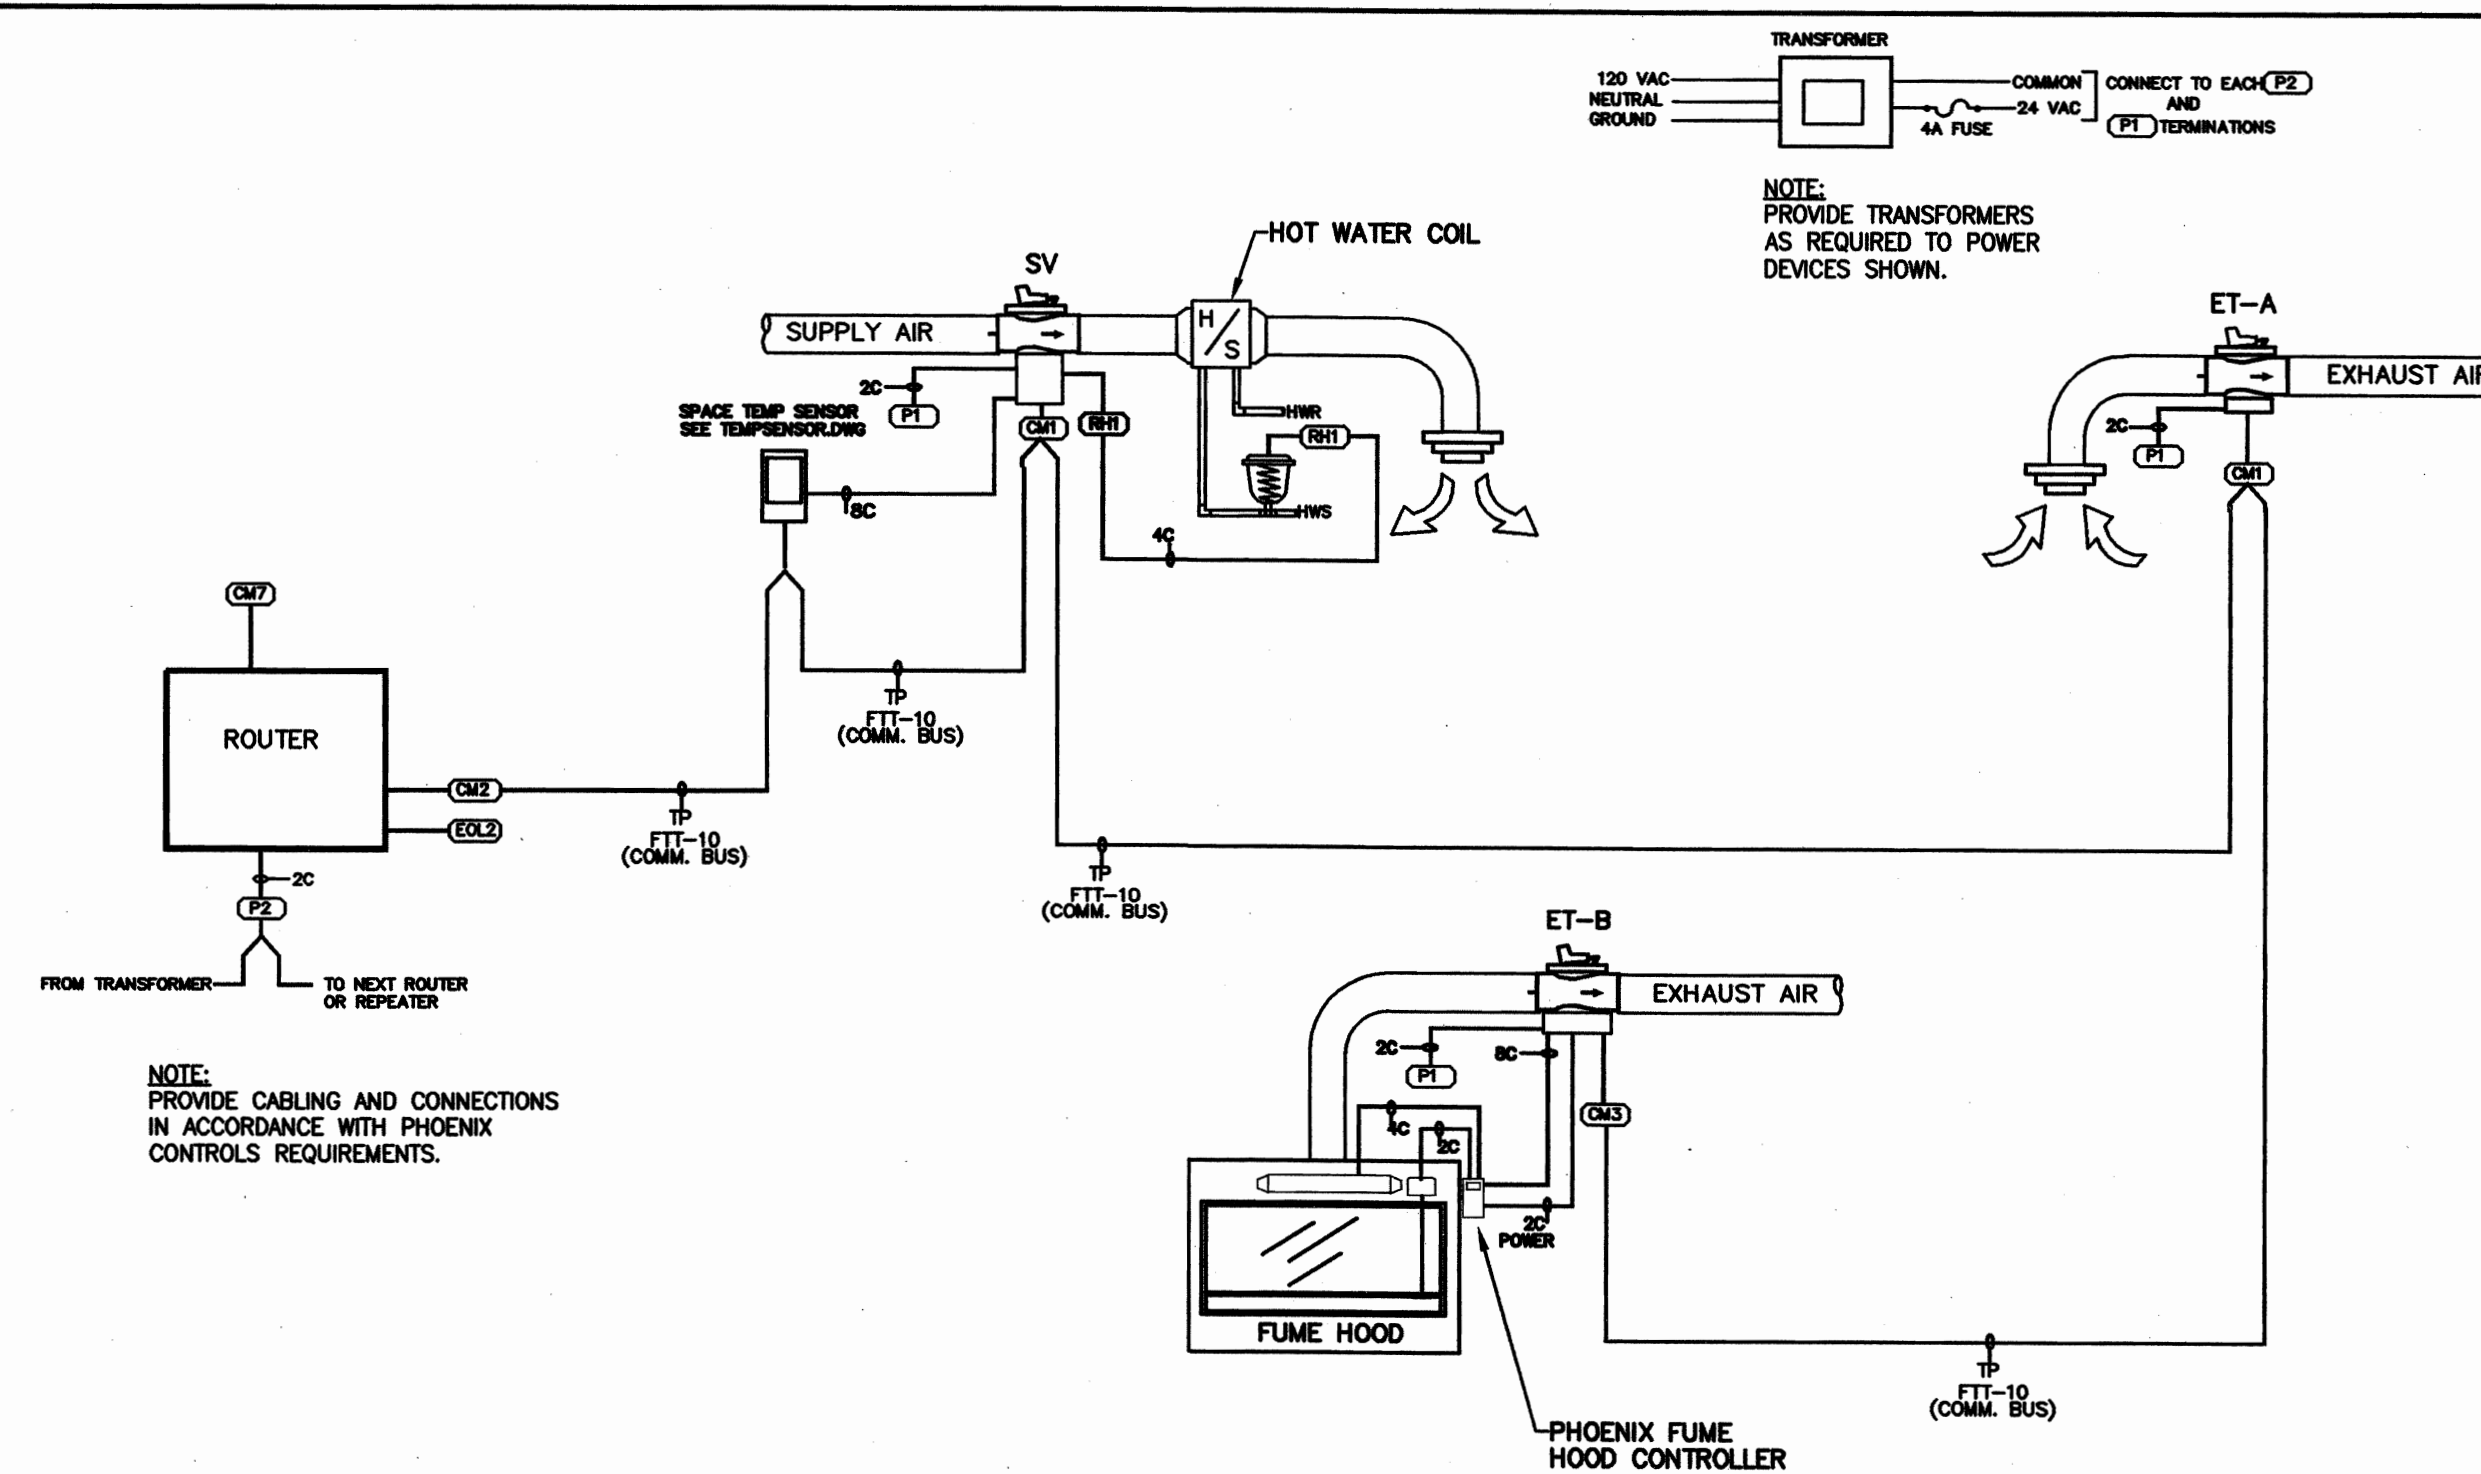 TRANSFORMER
120 VAC
NEUTRAL
GROUND
COMMON
24 VAC
4A FUSE
CONNECT TO EACH P2
AND
P1 TERMINATIONS
NOTE:
PROVIDE TRANSFORMERS
AS REQUIRED TO POWER
DEVICES SHOWN.
HOT WATER COIL
SV
SUPPLY AIR
H/S
2C
P1
SPACE TEMP SENSOR
SEE TEMPSENSOR.DWG
CM1
RH1
HWR
RH1
HWS
8C
4C
ET-A
EXHAUST AIR
2C
P1
CM1
CM7
ROUTER
CM2
EOL2
2C
P2
FROM TRANSFORMER
TO NEXT ROUTER
OR REPEATER
TP
FTT-10
(COMM. BUS)
TP
FTT-10
(COMM. BUS)
TP
FTT-10
(COMM. BUS)
NOTE:
PROVIDE CABLING AND CONNECTIONS
IN ACCORDANCE WITH PHOENIX
CONTROLS REQUIREMENTS.
ET-B
EXHAUST AIR
2C
P1
8C
CM3
4C
2C
2C
POWER
FUME HOOD
PHOENIX FUME
HOOD CONTROLLER
TP
FTT-10
(COMM. BUS)